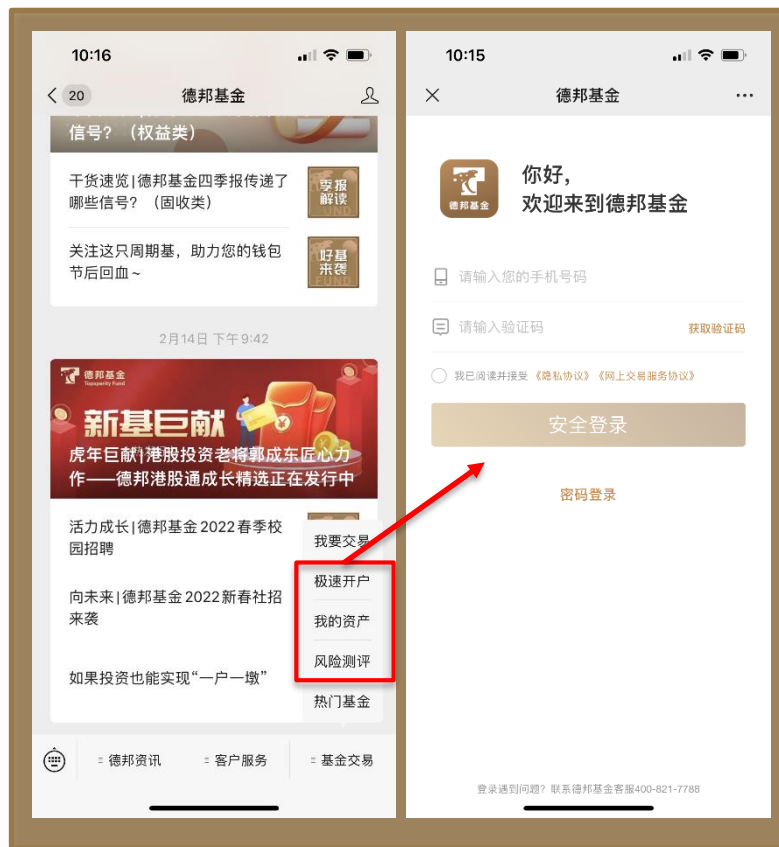 10:16
20
德邦基金
信号？（权益类）
干货速览|德邦基金四季报传递了
哪些信号？（固收类）
季报
解读
FUND
关注这只周期基，助力您的钱包
节后回血~
好基
来袭
FUND
2月14日 下午9:42
德邦基金
Topsperity Fund
新基巨献
虎年巨献|港股投资老将郭成东匠心力
作——德邦港股通成长精选正在发行中
活力成长|德邦基金2022春季校
园招聘
向未来|德邦基金2022新春社招
来袭
如果投资也能实现“一户一墩”
我要交易
极速开户
我的资产
风险测评
热门基金
德邦资讯
客户服务
基金交易
10:15
德邦基金
德邦基金
你好，
欢迎来到德邦基金
请输入您的手机号码
请输入验证码
获取验证码
我已阅读并接受《隐私协议》《网上交易服务协议》
安全登录
密码登录
登录遇到问题？联系德邦基金客服400-821-7788